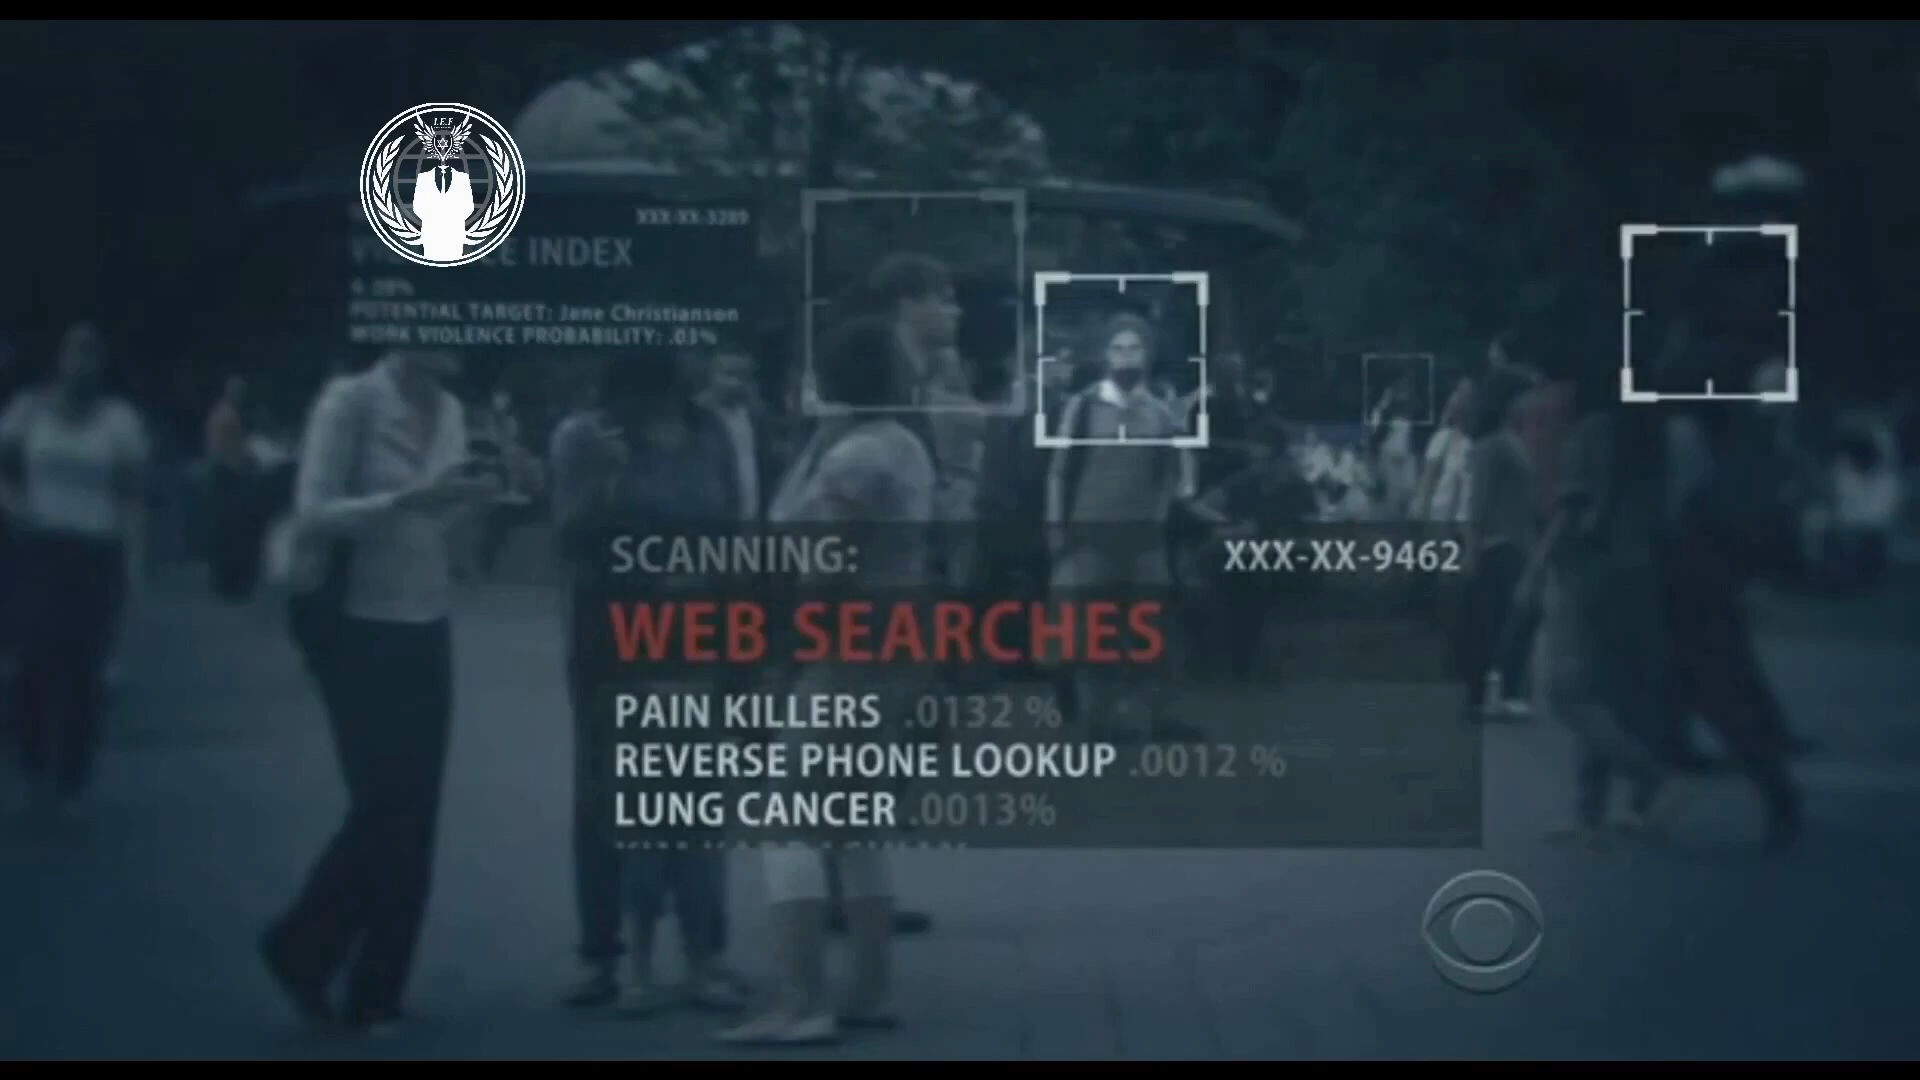 I.E.F
XXX-XX-3289
INDEX
POTENTIAL TARGET: Jane Christianson
WORK VIOLENCE PROBABILITY: .03%
SCANNING:
XXX-XX-9462
WEB SEARCHES
PAIN KILLERS .0132 %
REVERSE PHONE LOOKUP .0012 %
LUNG CANCER .0013%